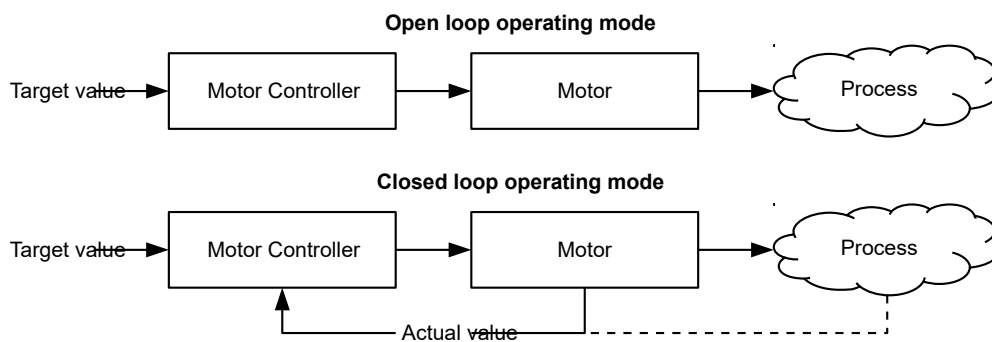 Open loop operating mode
Target value
Motor Controller
Motor
Process
Closed loop operating mode
Target value
Motor Controller
Motor
Process
Actual value